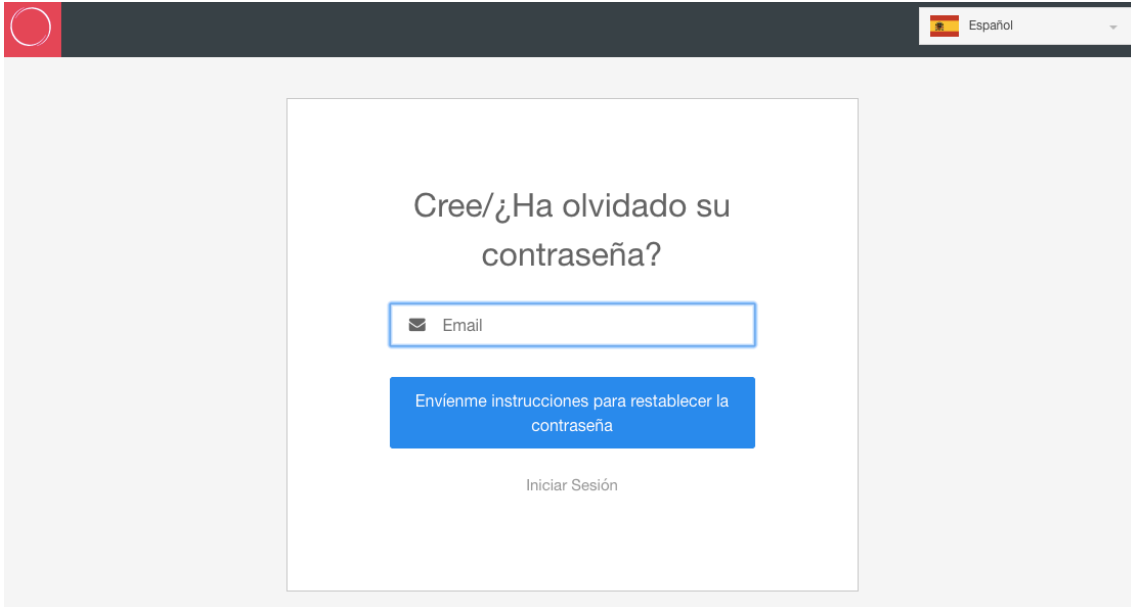 Español
Cree/¿Ha olvidado su
contraseña?
Email
Envíenme instrucciones para restablecer la
contraseña
Iniciar Sesión